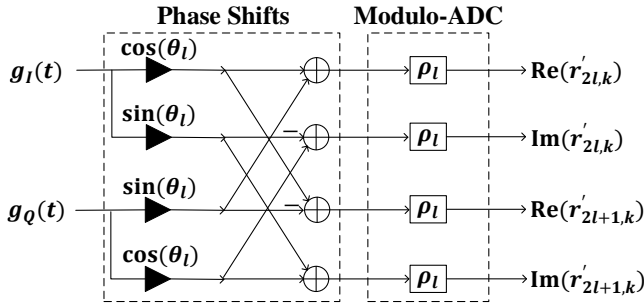 Phase Shifts Modulo-ADC
cos(θ_l)
g_I(t) ρ_l Re(r'_{2l,k})
sin(θ_l)
− ρ_l Im(r'_{2l,k})
sin(θ_l)
g_Q(t) − ρ_l Re(r'_{2l+1,k})
cos(θ_l)
ρ_l Im(r'_{2l+1,k})